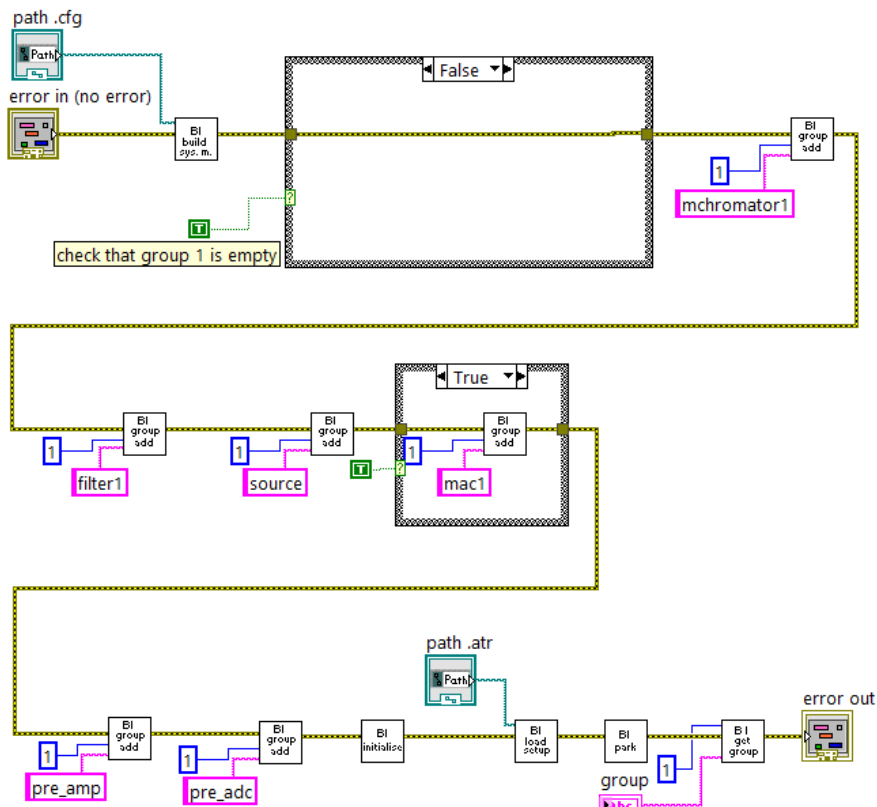 path .cfg
Path
error in (no error)
BI
build
sys. m.
False
?
T
check that group 1 is empty
BI
group
add
1
mchromator1
BI
group
add
1
filter1
BI
group
add
1
source
True
T
?
BI
group
add
1
mac1
path .atr
Path
BI
group
add
1
pre_amp
BI
group
add
1
pre_adc
BI
initialise
BI
load
setup
BI
park
BI
get
group
1
group
abc
error out